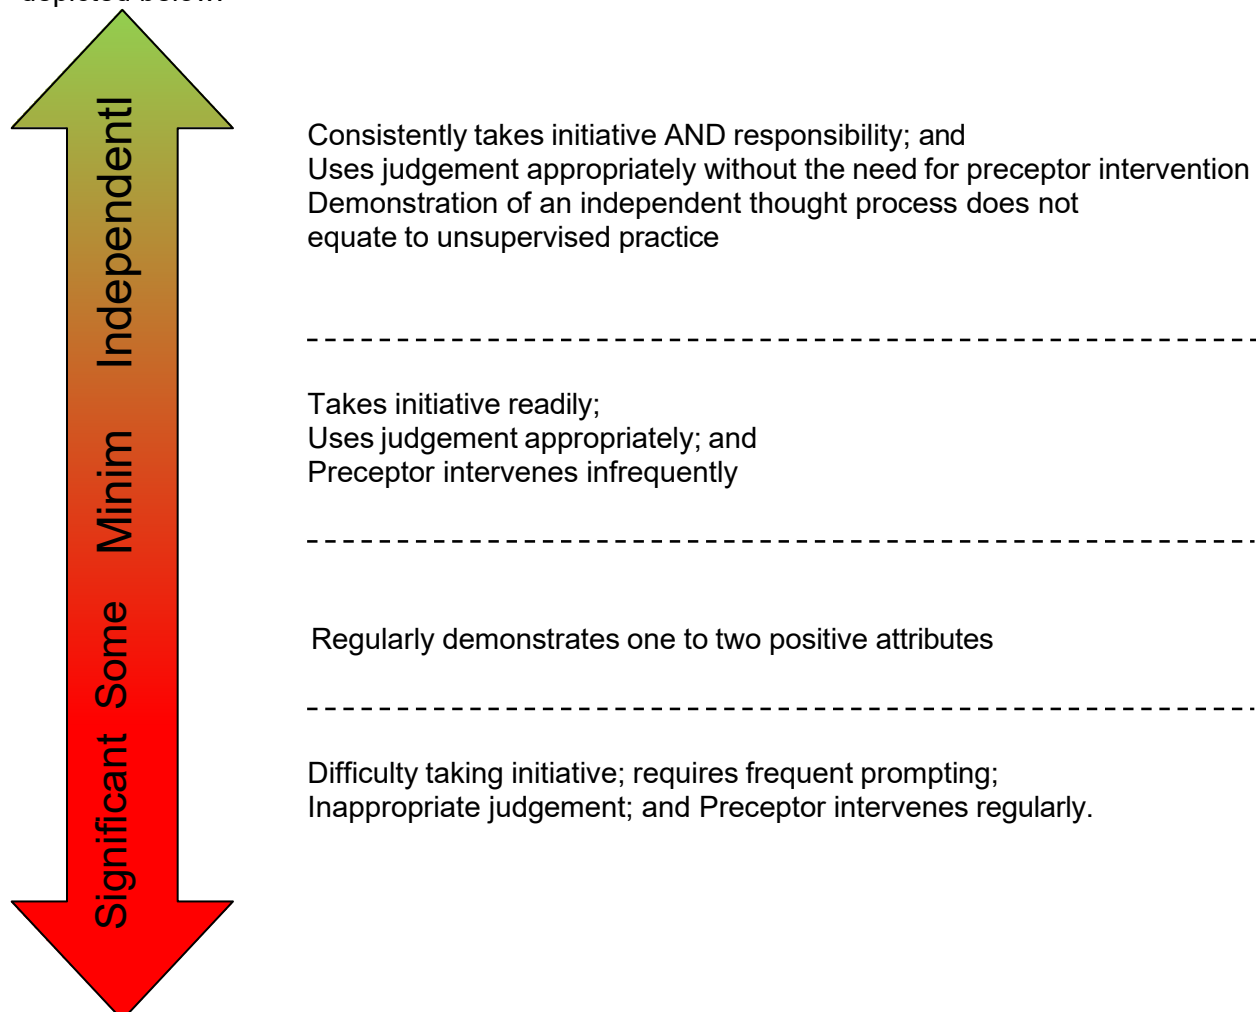 depicted below.
Independentl
Consistently takes initiative AND responsibility; and
Uses judgement appropriately without the need for preceptor intervention
Demonstration of an independent thought process does not
equate to unsupervised practice
Minim
Takes initiative readily;
Uses judgement appropriately; and
Preceptor intervenes infrequently
Some
Regularly demonstrates one to two positive attributes
Significant
Difficulty taking initiative; requires frequent prompting;
Inappropriate judgement; and Preceptor intervenes regularly.